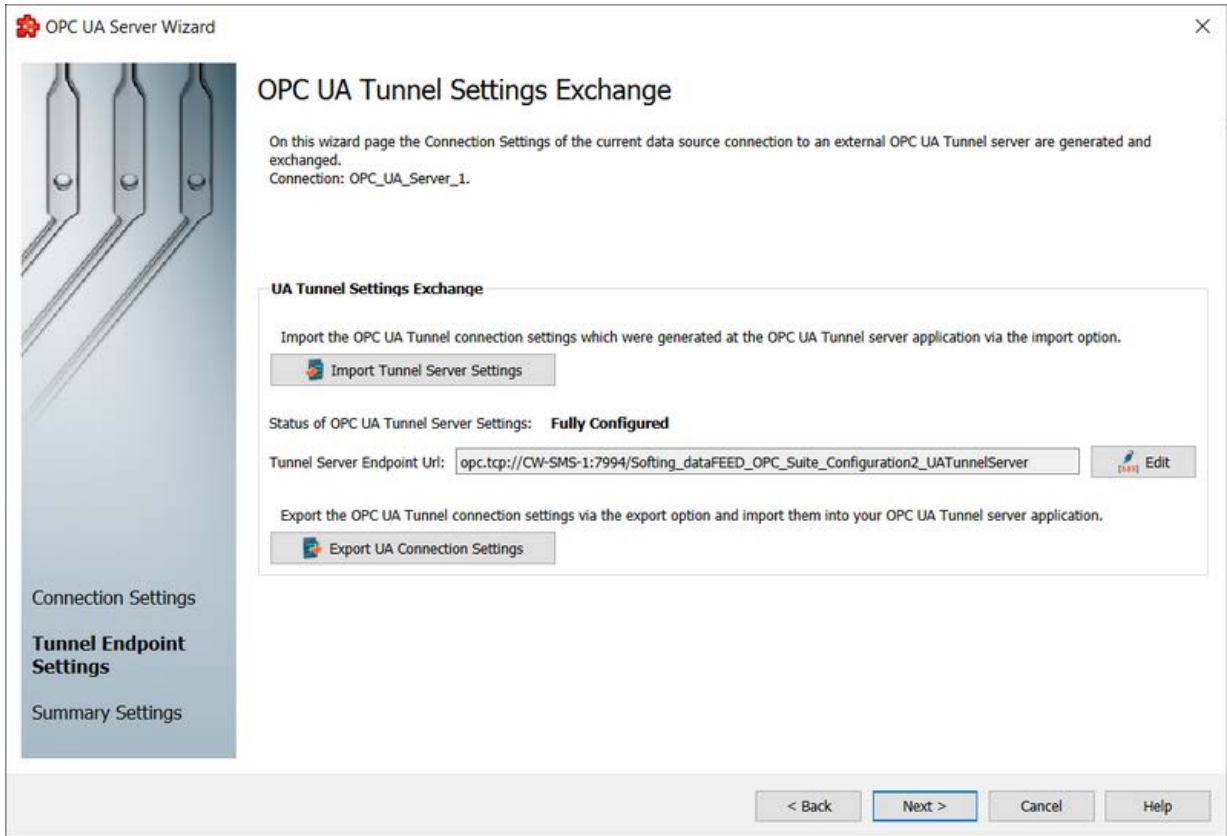 OPC UA Server Wizard
OPC UA Tunnel Settings Exchange
On this wizard page the Connection Settings of the current data source connection to an external OPC UA Tunnel server are generated and
exchanged.
Connection: OPC_UA_Server_1.
UA Tunnel Settings Exchange
Import the OPC UA Tunnel connection settings which were generated at the OPC UA Tunnel server application via the import option.
Import Tunnel Server Settings
Status of OPC UA Tunnel Server Settings: Fully Configured
Tunnel Server Endpoint Url: opc.tcp://CW-SMS-1:7994/Softing_dataFEED_OPC_Suite_Configuration2_UATunnelServer Edit
Export the OPC UA Tunnel connection settings via the export option and import them into your OPC UA Tunnel server application.
Export UA Connection Settings
Connection Settings
Tunnel Endpoint
Settings
Summary Settings
< Back Next > Cancel Help